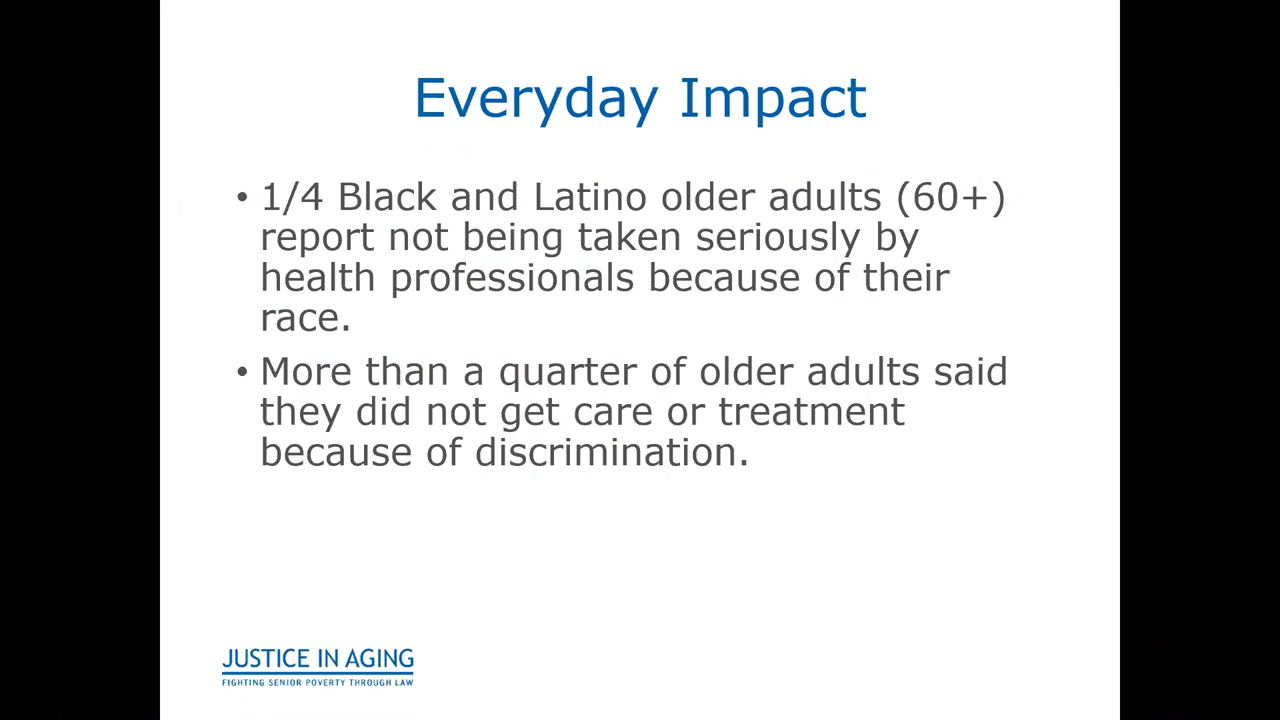 Everyday Impact
• 1/4 Black and Latino older adults (60+)
report not being taken seriously by
health professionals because of their
race.
• More than a quarter of older adults said
they did not get care or treatment
because of discrimination.
JUSTICE IN AGING
FIGHTING SENIOR POVERTY THROUGH LAW